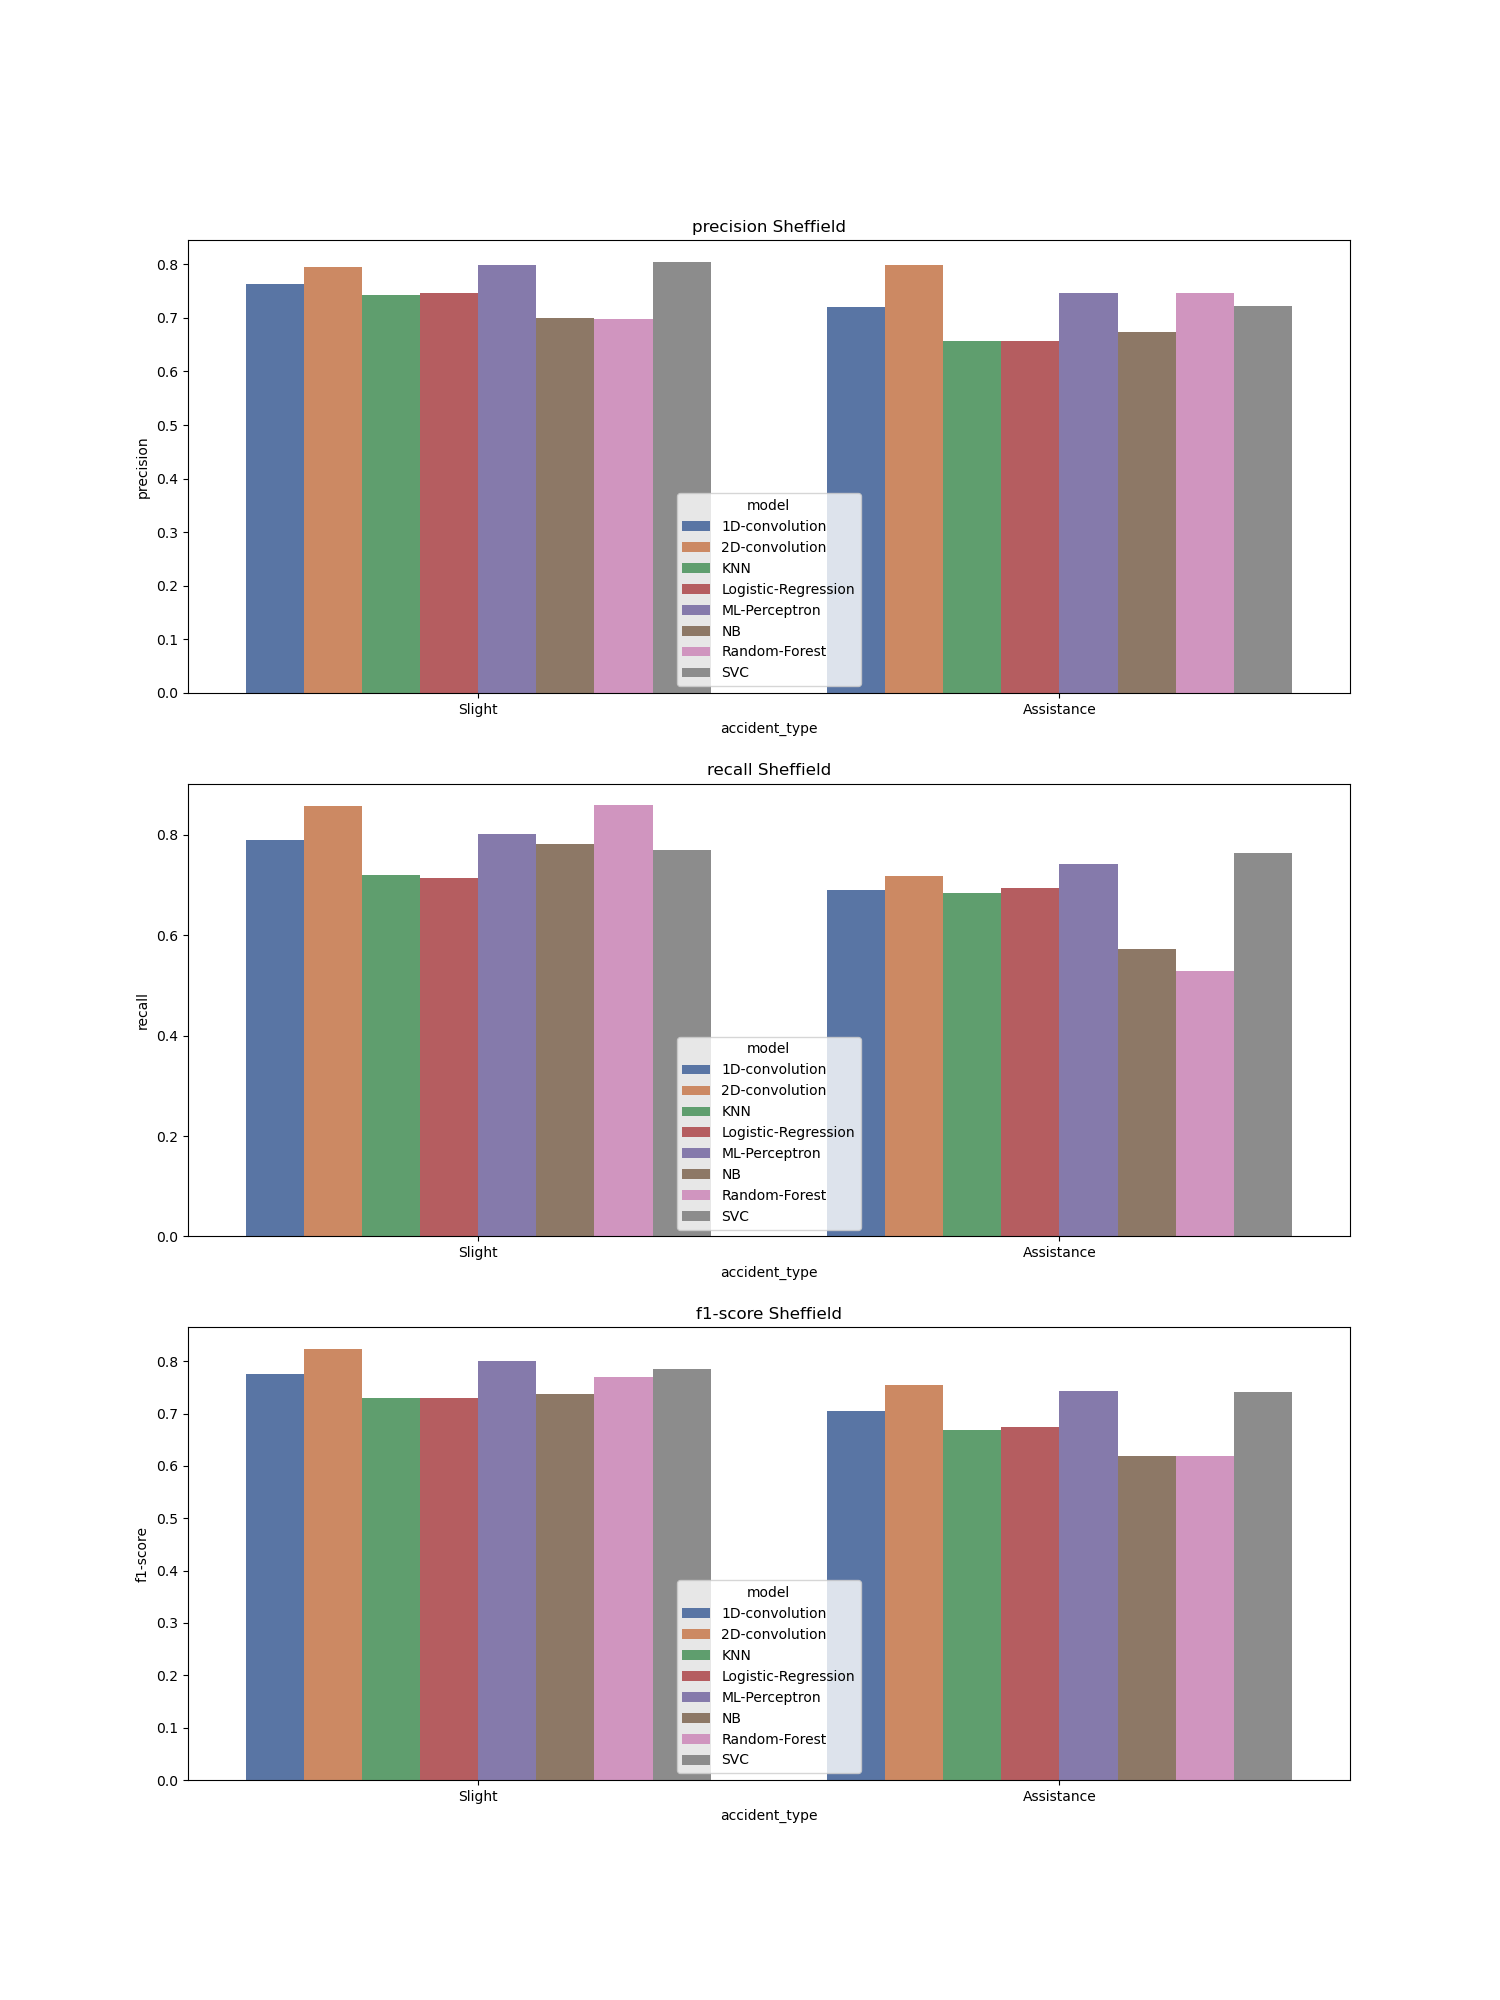 precision Sheffield
0.8
0.7
0.6
0.5
0.4
0.3
0.2
0.1
0.0
precision
model
1D-convolution
2D-convolution
KNN
Logistic-Regression
ML-Perceptron
NB
Random-Forest
SVC
Slight
Assistance
accident_type
recall Sheffield
0.8
0.6
0.4
0.2
0.0
recall
model
1D-convolution
2D-convolution
KNN
Logistic-Regression
ML-Perceptron
NB
Random-Forest
SVC
Slight
Assistance
accident_type
f1-score Sheffield
0.8
0.7
0.6
0.5
0.4
0.3
0.2
0.1
0.0
f1-score
model
1D-convolution
2D-convolution
KNN
Logistic-Regression
ML-Perceptron
NB
Random-Forest
SVC
Slight
Assistance
accident_type